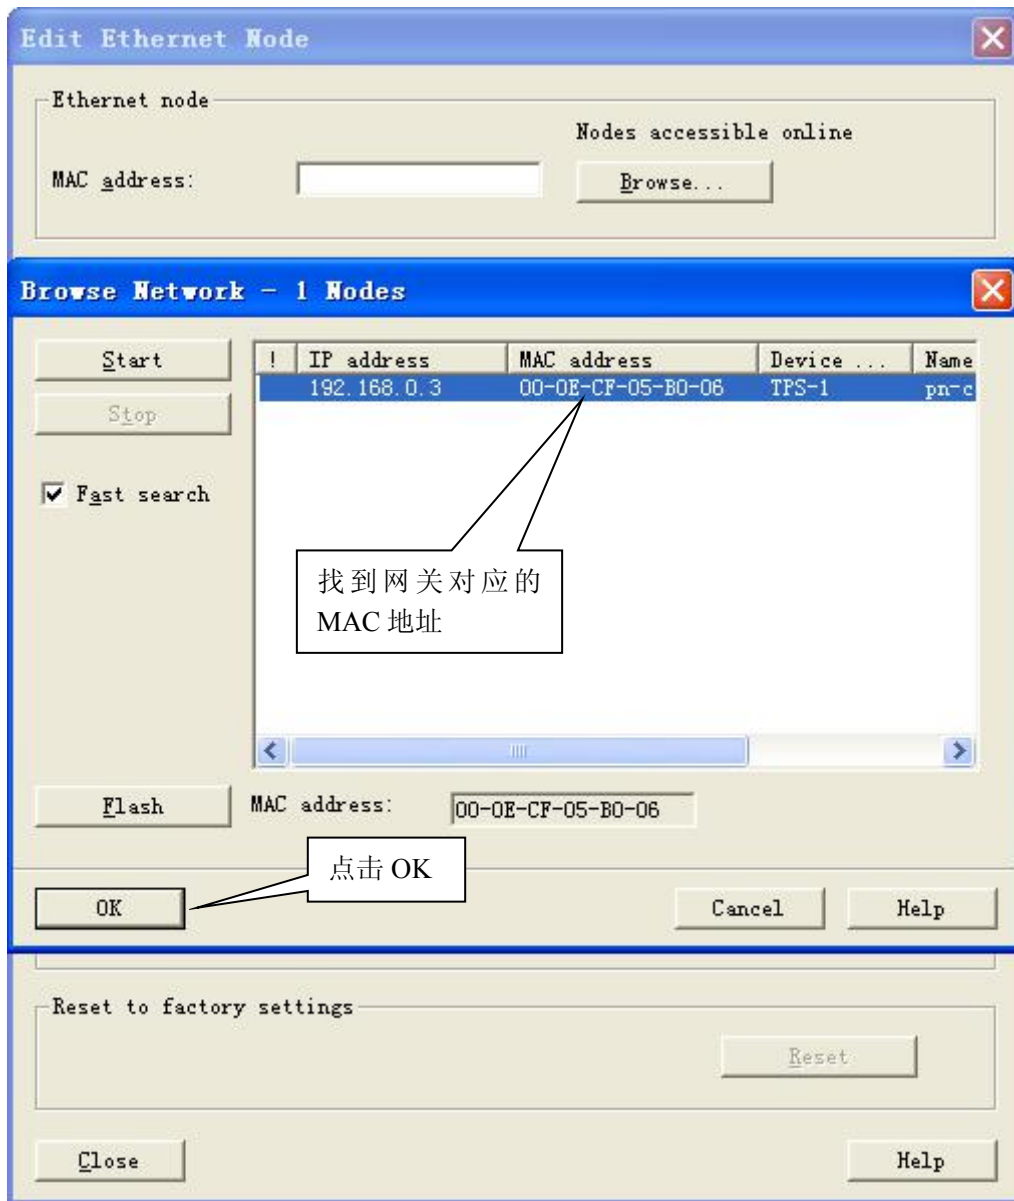 Edit Ethernet Node
Ethernet node
Nodes accessible online
MAC address:
Browse...
Browse Network - 1 Nodes
Start
! IP address MAC address Device ... Name
192.168.0.3 00-0E-CF-05-B0-06 TPS-1 pn-c
Stop
Fast search
找到网关对应的
MAC 地址
Flash MAC address: 00-0E-CF-05-B0-06
点击 OK
OK Cancel Help
Reset to factory settings
Reset
Close Help